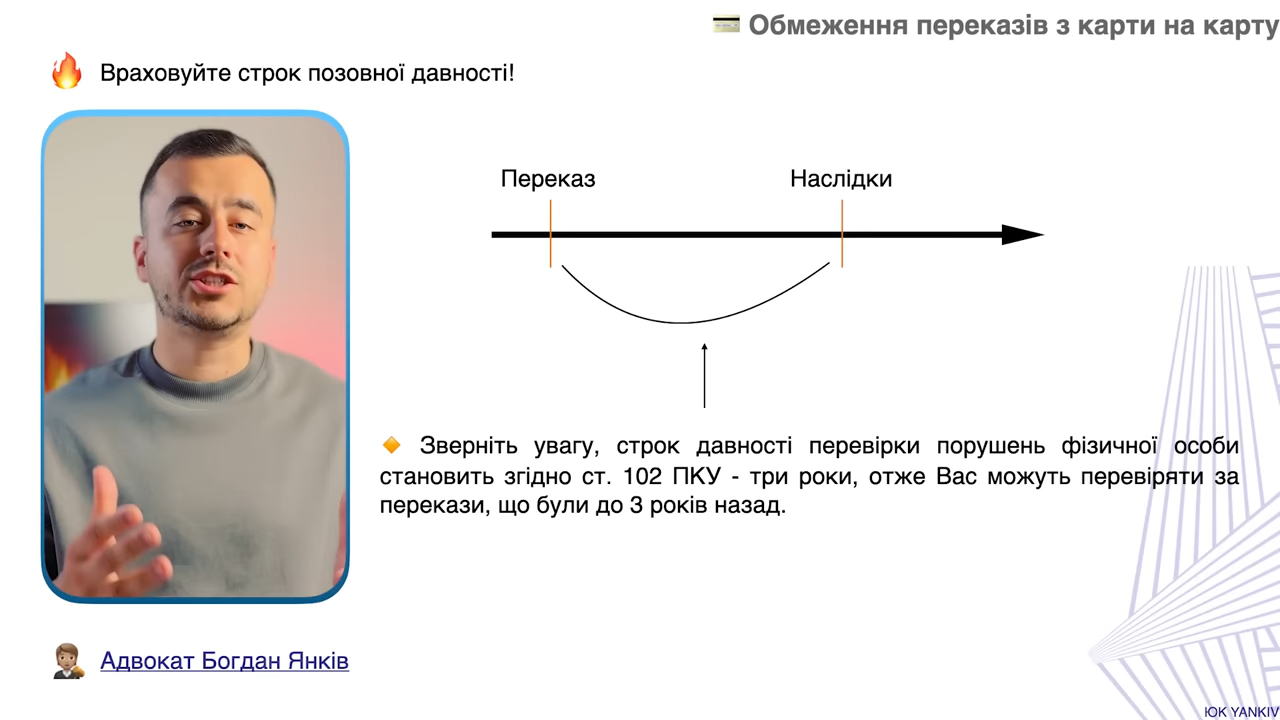 Обмеження переказів з карти на карту
Враховуйте строк позовної давності!
Переказ
Наслідки
Зверніть увагу, строк давності перевірки порушень фізичної особи
становить згідно ст. 102 ПКУ - три роки, отже Вас можуть перевіряти за
перекази, що були до 3 років назад.
Адвокат Богдан Янків
ЮК YANKIV